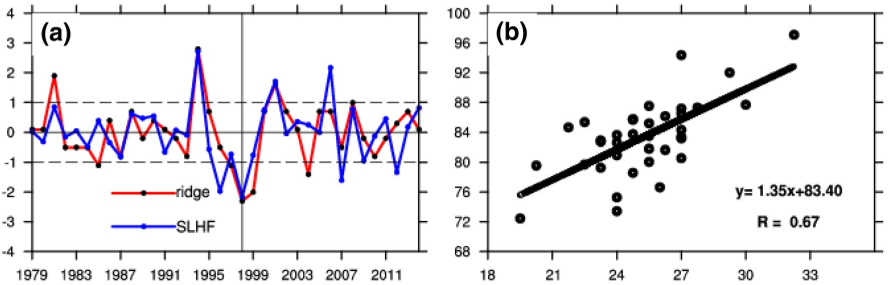 (a)
4
3
2
1
0
-1
-2
-3
-4
ridge
SLHF
1979 1983 1987 1991 1995 1999 2003 2007 2011
(b)
100
96
92
88
84
80
76
72
68
y= 1.35x+83.40
R = 0.67
18 21 24 27 30 33